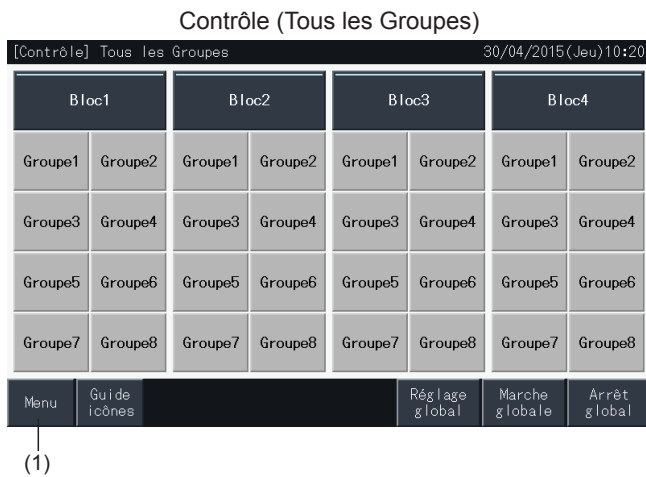 Contrôle (Tous les Groupes)
[Contrôle] Tous les Groupes 30/04/2015(Jeu)10:20
Bloc1 Bloc2 Bloc3 Bloc4
Groupe1 Groupe2 Groupe1 Groupe2 Groupe1 Groupe2 Groupe1 Groupe2
Groupe3 Groupe4 Groupe3 Groupe4 Groupe3 Groupe4 Groupe3 Groupe4
Groupe5 Groupe6 Groupe5 Groupe6 Groupe5 Groupe6 Groupe5 Groupe6
Groupe7 Groupe8 Groupe7 Groupe8 Groupe7 Groupe8 Groupe7 Groupe8
Menu
Guide
icônes
Réglage
global
Marche
globale
Arrêt
global
(1)